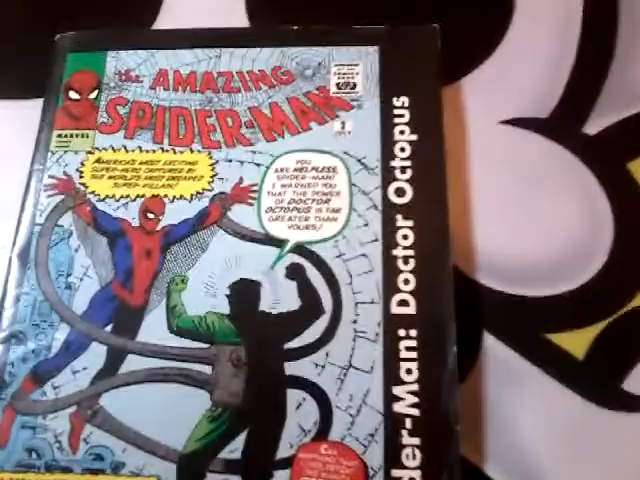 the AMAZING
SPIDER-MAN
MARVEL
AMERICA'S MOST EXCITING
SUPER-HERO CAPTURED BY
THE WORLD'S MOST DREADED
SUPER-VILLAIN!
YOU
ARE HELPLESS,
SPIDER-MAN!
I WARNED YOU
THAT THE POWER
OF DOCTOR
OCTOPUS IS FAR
GREATER THAN
YOURS!
3
der-Man: Doctor Octopus